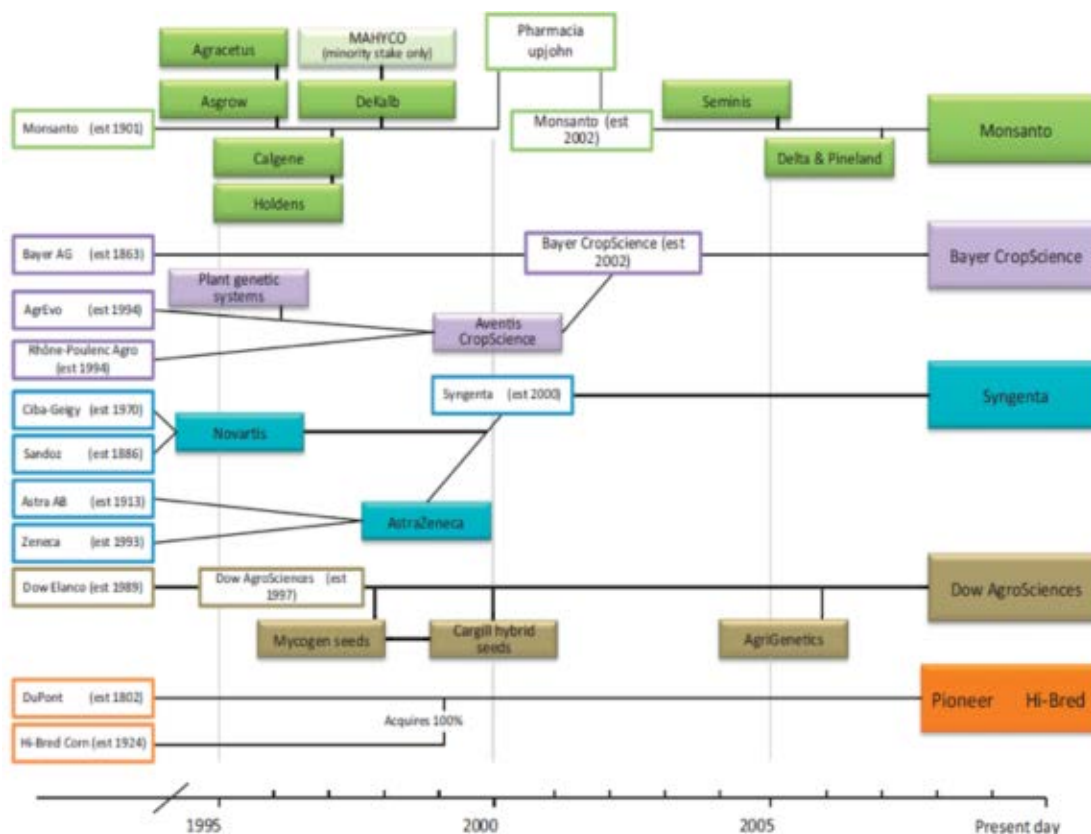 Agracetus
MAHYCO
(minority stake only)
Pharmacia
upjohn
Asgrow
DeKalb
Seminis
Monsanto (est 1901)
Monsanto (est
2002)
Monsanto
Calgene
Delta & Pineland
Holdens
Bayer AG (est 1863)
Bayer CropScience (est
2002)
Bayer CropScience
Plant genetic
systems
AgrEvo (est 1994)
Aventis
CropScience
Rhône-Poulenc Agro
(est 1994)
Ciba-Geigy (est 1970)
Syngenta (est 2000)
Syngenta
Novartis
Sandoz (est 1886)
Astra AB (est 1913)
AstraZeneca
Zeneca (est 1993)
Dow Elanco (est 1989)
Dow AgroSciences (est
1997)
Dow AgroSciences
Mycogen seeds
Cargill hybrid
seeds
AgriGenetics
DuPont (est 1802)
Pioneer Hi-Bred
Acquires 100%
Hi-Bred Corn (est 1924)
1995
2000
2005
Present day